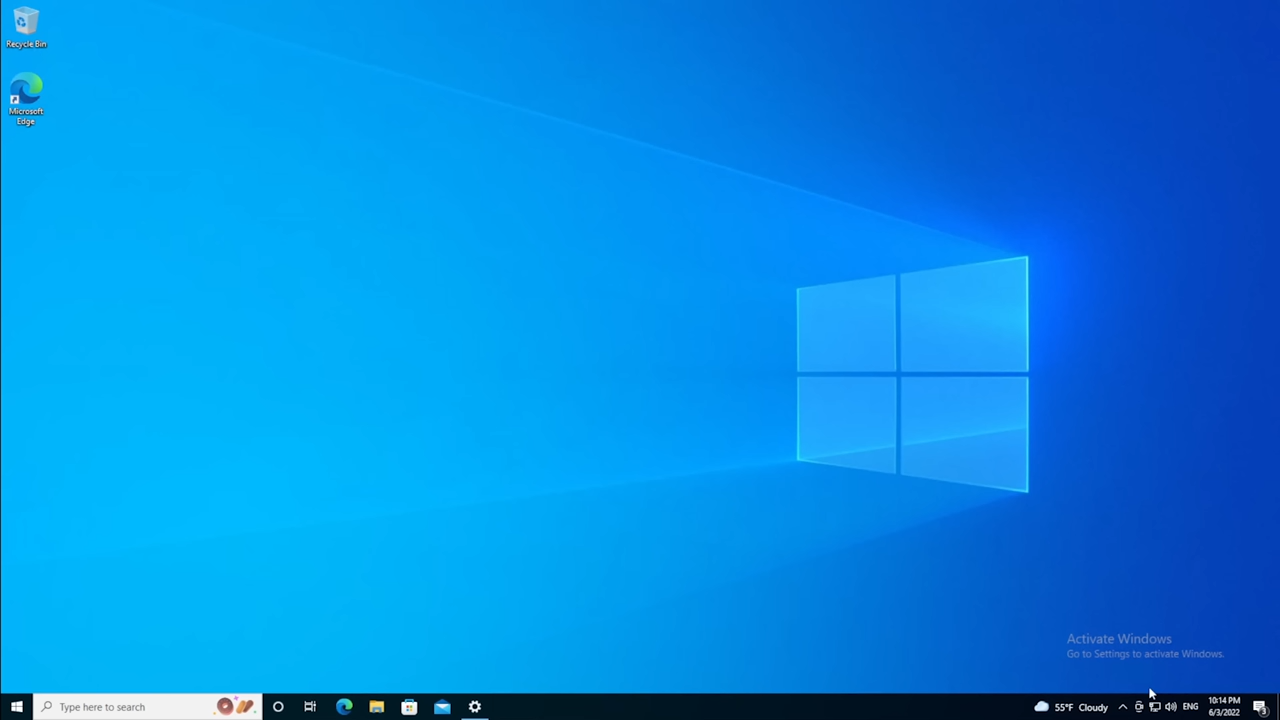 Recycle Bin
Microsoft
Edge
Activate Windows
Go to Settings to activate Windows.
Type here to search
55°F Cloudy
ENG
10:14 PM
6/3/2022
3